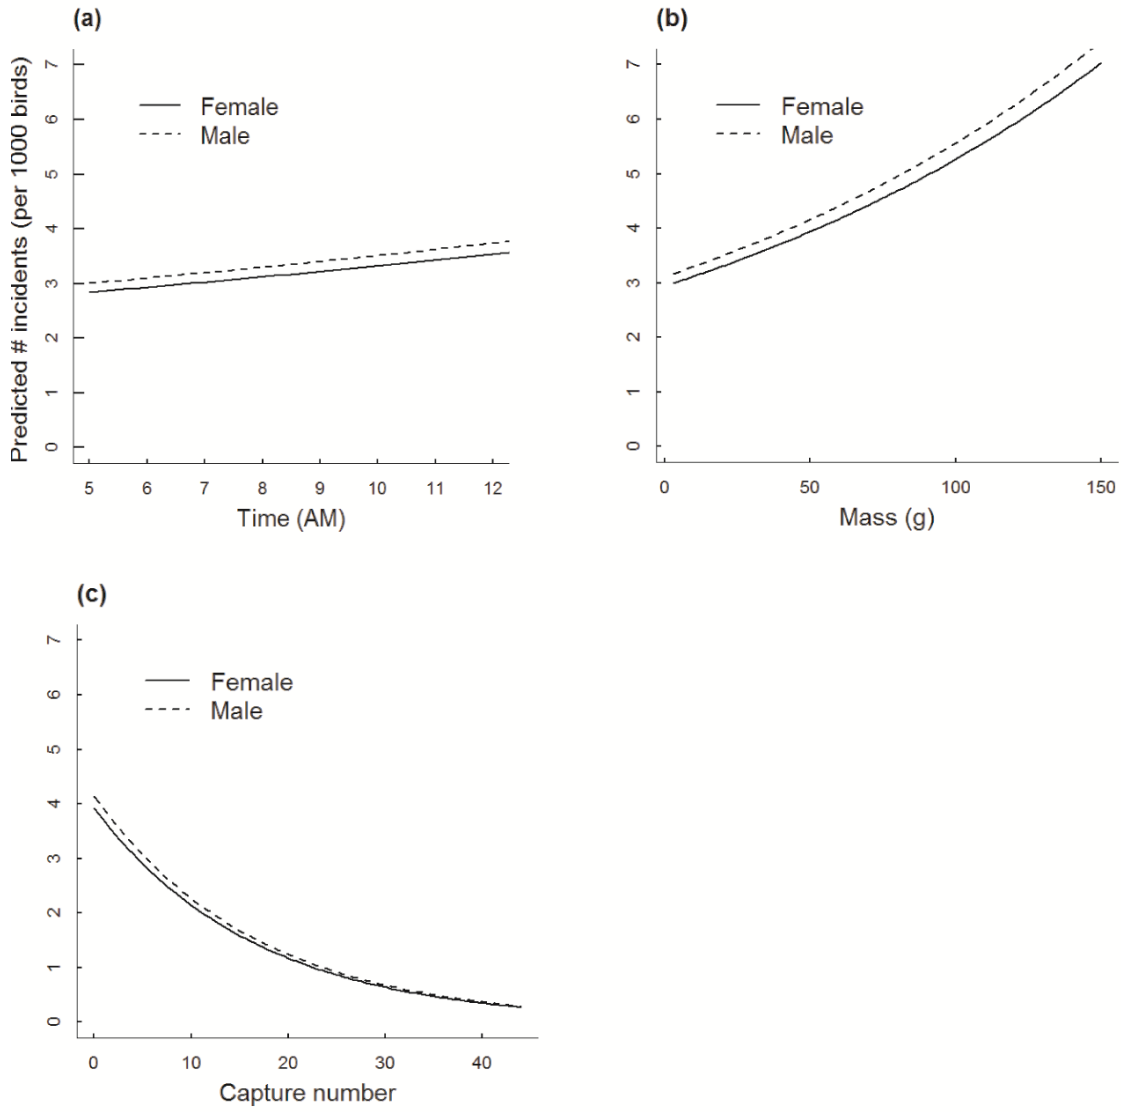 (a)
Predicted # incidents (per 1000 birds)
7
6
5
4
3
2
1
0
Female
Male
5 6 7 8 9 10 11 12
Time (AM)
(b)
7
6
5
4
3
2
1
0
Female
Male
0 50 100 150
Mass (g)
(c)
7
6
5
4
3
2
1
0
Female
Male
0 10 20 30 40
Capture number